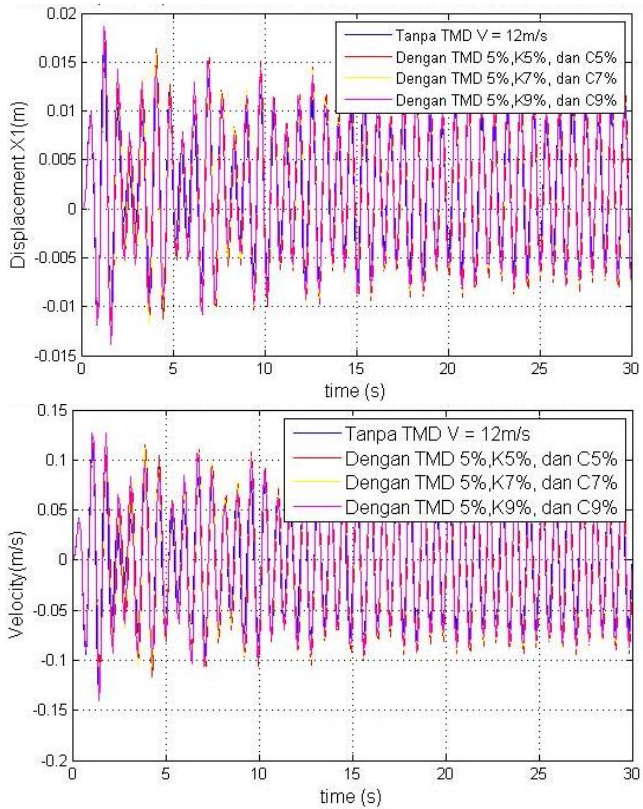 0.02
0.015
0.01
0.005
0
-0.005
-0.01
-0.015
Displacement X1(m)
Tanpa TMD V = 12m/s
Dengan TMD 5%,K5%, dan C5%
Dengan TMD 5%,K7%, dan C7%
Dengan TMD 5%,K9%, dan C9%
0 5 10 15 20 25 30
time (s)
0.15
0.1
0.05
0
-0.05
-0.1
-0.15
-0.2
Velocity(m/s)
Tanpa TMD V = 12m/s
Dengan TMD 5%,K5%, dan C5%
Dengan TMD 5%,K7%, dan C7%
Dengan TMD 5%,K9%, dan C9%
0 5 10 15 20 25 30
time (s)